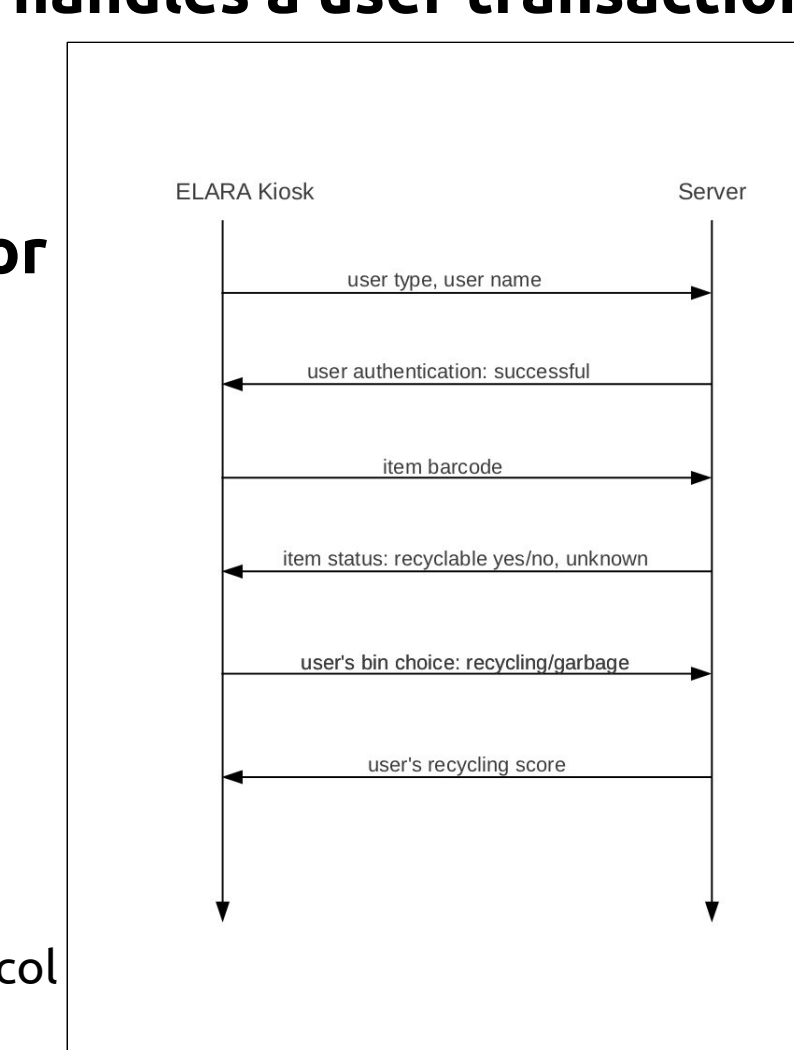 handles a user transaction
or
ELARA Kiosk Server
user type, user name
user authentication: successful
item barcode
item status: recyclable yes/no, unknown
user's bin choice: recycling/garbage
user's recycling score
col